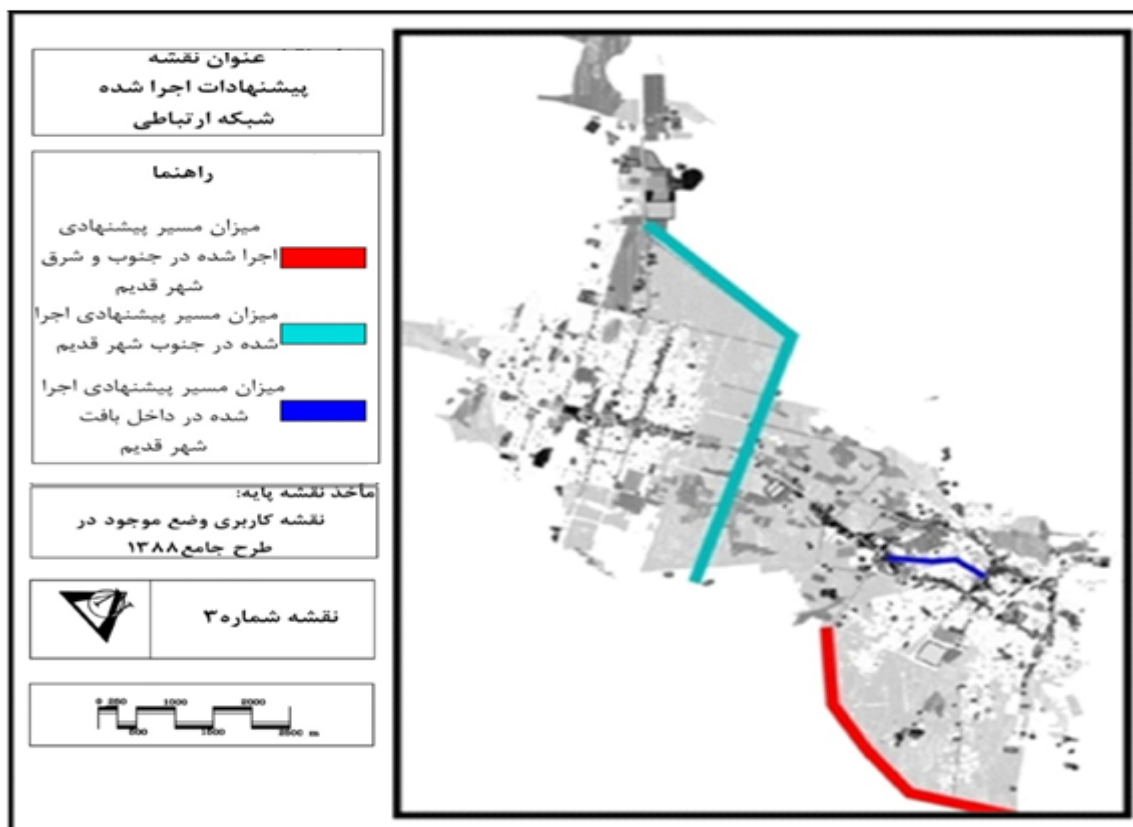 عنوان نقشه
پیشنهادات اجرا شده
شبکه ارتباطی
راهنما
میزان مسیر پیشنهادی
اجرا شده در جنوب و شرق
شهر قدیم
میزان مسیر پیشنهادی اجرا
شده در جنوب شهر قدیم
میزان مسیر پیشنهادی اجرا
شده در داخل بافت
شهر قدیم
مأخذ نقشه پایه:
نقشه کاربری وضع موجود در
طرح جامع۱۳۸۸
نقشه شماره۳
0 250 1000 2000
500 1500 2500 m